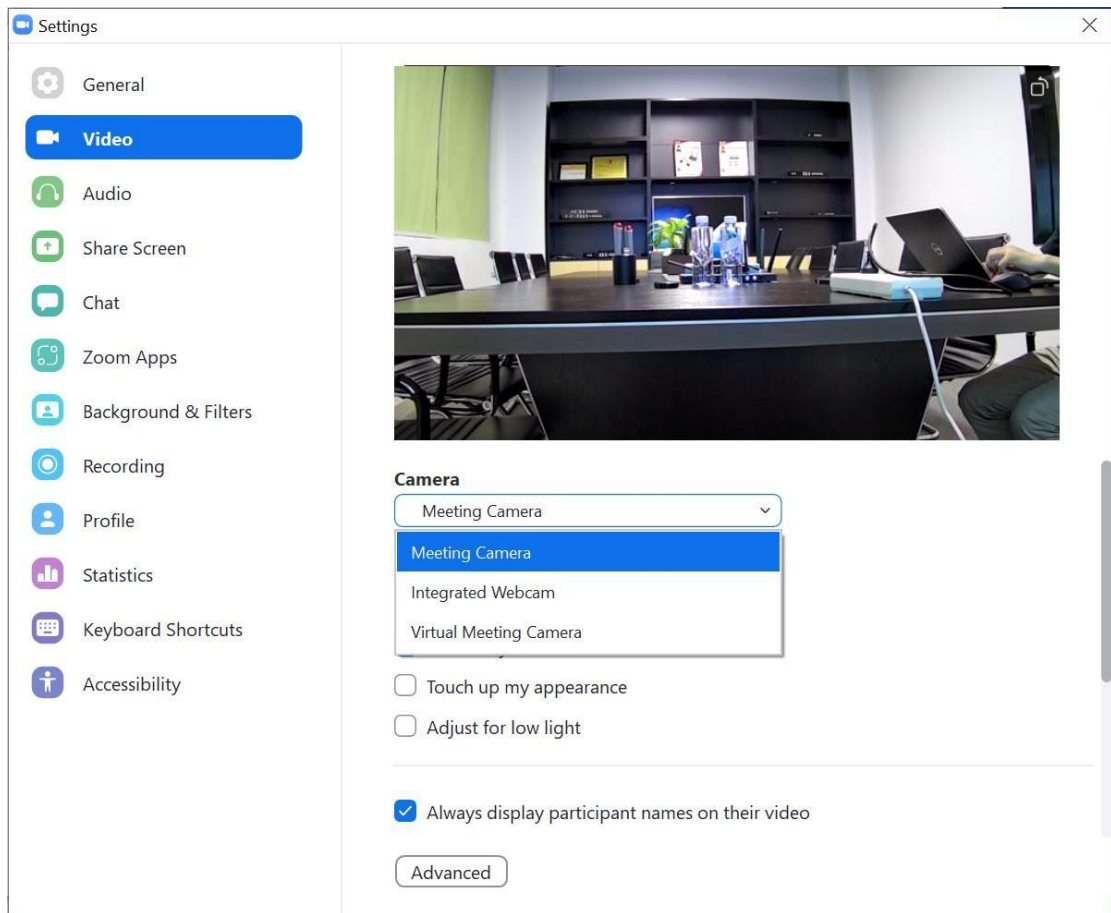 Settings
General
Video
Audio
Share Screen
Chat
Zoom Apps
Background & Filters
Recording
Profile
Statistics
Keyboard Shortcuts
Accessibility
Camera
Meeting Camera
Meeting Camera
Integrated Webcam
Virtual Meeting Camera
Touch up my appearance
Adjust for low light
Always display participant names on their video
Advanced